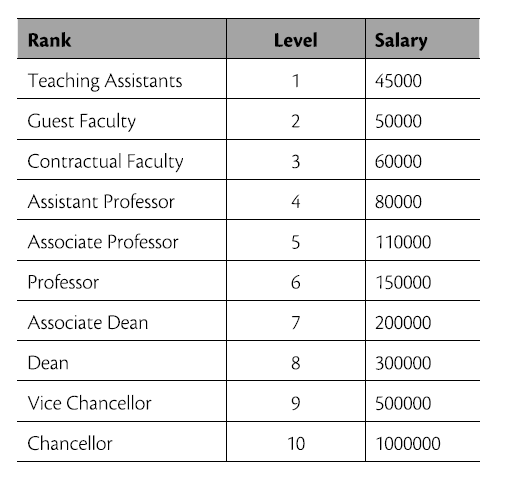 Rank Level Salary
Teaching Assistants 1 45000
Guest Faculty 2 50000
Contractual Faculty 3 60000
Assistant Professor 4 80000
Associate Professor 5 110000
Professor 6 150000
Associate Dean 7 200000
Dean 8 300000
Vice Chancellor 9 500000
Chancellor 10 1000000